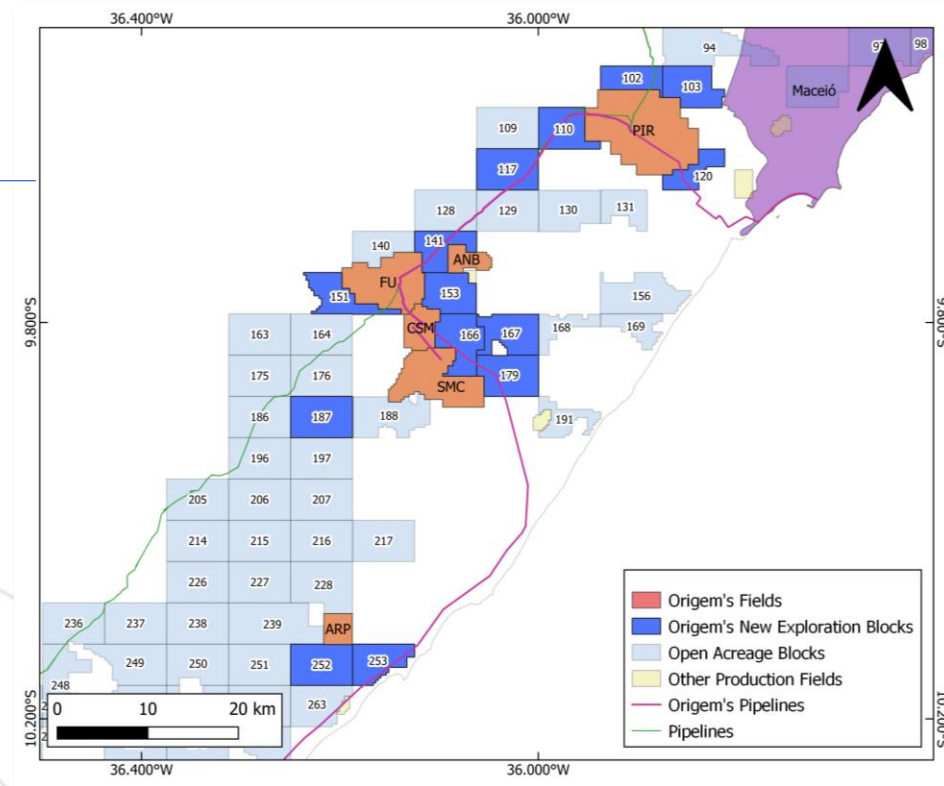 36.400°W 36.000°W
94 97 98
102 103 Maceió
109 110 PIR
117 120
128 129 130 131
140 141 ANB
FU
151 153 156
9.800°S 9.800°S
163 164 CSM 166 167 168 169
175 176 179
SMC
186 187 188 191
196 197
205 206 207
214 215 216 217
226 227 228
236 237 238 239 ARP
249 250 251 252 253
248
263
10.200°S 10.200°S
0 10 20 km
36.400°W 36.000°W
Origem's Fields
Origem's New Exploration Blocks
Open Acreage Blocks
Other Production Fields
Origem's Pipelines
Pipelines